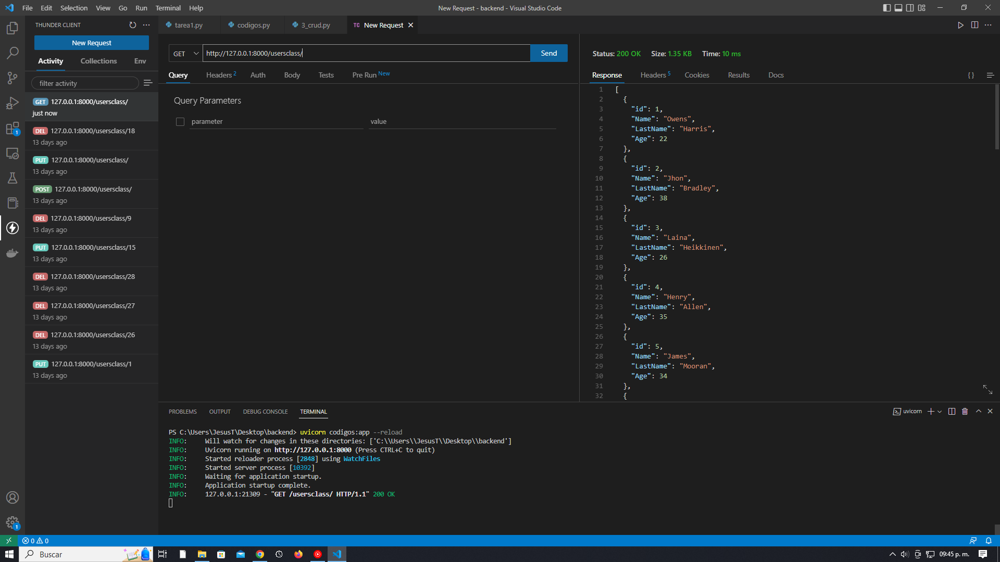 File Edit Selection View Go Run Terminal Help
New Request - backend - Visual Studio Code
THUNDER CLIENT
New Request
Activity Collections Env
filter activity
GET 127.0.0.1:8000/usersclass/
just now
DEL 127.0.0.1:8000/usersclass/18
13 days ago
PUT 127.0.0.1:8000/usersclass/
13 days ago
POST 127.0.0.1:8000/usersclass/
13 days ago
DEL 127.0.0.1:8000/usersclass/9
13 days ago
PUT 127.0.0.1:8000/usersclass/15
13 days ago
DEL 127.0.0.1:8000/usersclass/28
13 days ago
DEL 127.0.0.1:8000/usersclass/27
13 days ago
DEL 127.0.0.1:8000/usersclass/26
13 days ago
PUT 127.0.0.1:8000/usersclass/1
13 days ago
1
1
tarea1.py codigos.py 3_crud.py TC New Request
GET http://127.0.0.1:8000/usersclass/ Send
Query Headers 2 Auth Body Tests Pre Run New
Query Parameters
parameter value
Status: 200 OK Size: 1.35 KB Time: 10 ms
Response Headers 5 Cookies Results Docs { }
1 [
2 {
3 "id": 1,
4 "Name": "Owens",
5 "LastName": "Harris",
6 "Age": 22
7 },
8 {
9 "id": 2,
10 "Name": "Jhon",
11 "LastName": "Bradley",
12 "Age": 38
13 },
14 {
15 "id": 3,
16 "Name": "Laina",
17 "LastName": "Heikkinen",
18 "Age": 26
19 },
20 {
21 "id": 4,
22 "Name": "Henry",
23 "LastName": "Allen",
24 "Age": 35
25 },
26 {
27 "id": 5,
28 "Name": "James",
29 "LastName": "Mooran",
30 "Age": 34
31 },
32 {
PROBLEMS OUTPUT DEBUG CONSOLE TERMINAL
uvicorn
PS C:\Users\JesusT\Desktop\backend> uvicorn codigos:app --reload
INFO: Will watch for changes in these directories: ['C:\\Users\\JesusT\\Desktop\\backend']
INFO: Uvicorn running on http://127.0.0.1:8000 (Press CTRL+C to quit)
INFO: Started reloader process [2848] using WatchFiles
INFO: Started server process [10392]
INFO: Waiting for application startup.
INFO: Application startup complete.
INFO: 127.0.0.1:21309 - "GET /usersclass/ HTTP/1.1" 200 OK
0 0
Buscar
09:45 p. m.